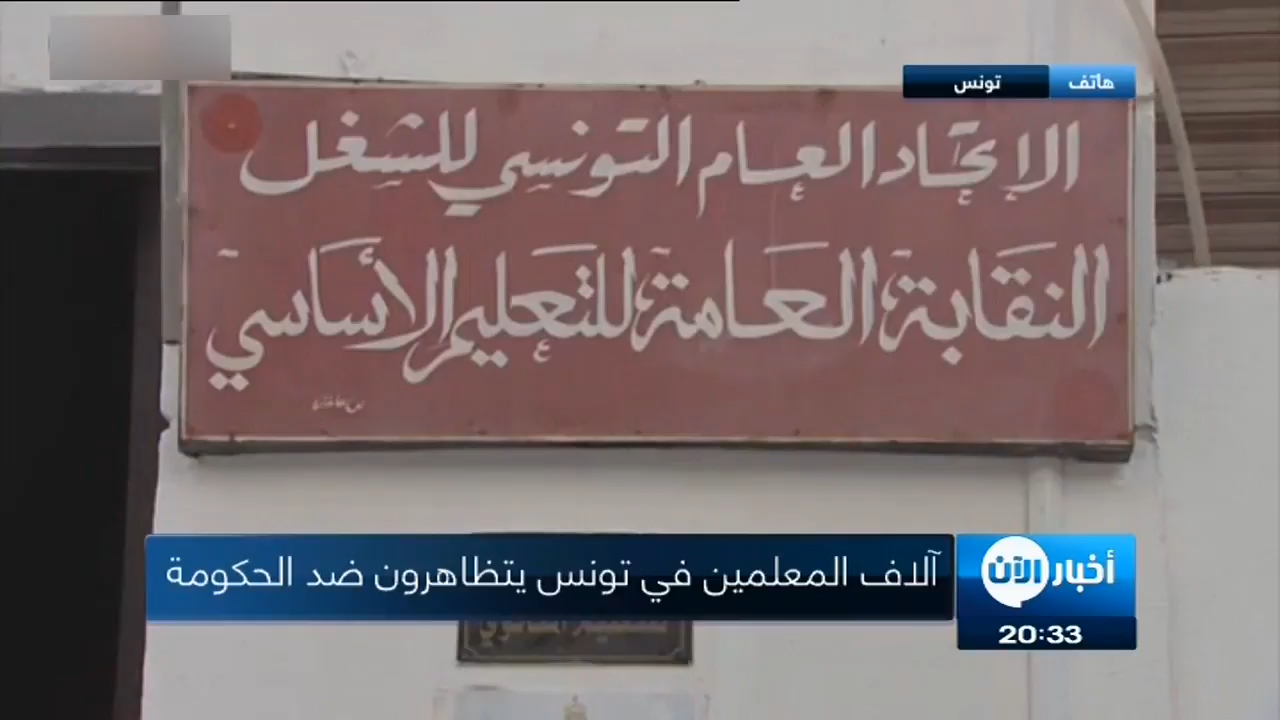 هاتف تونس
الإتحاد العام التونسي للشغل
النقابة العامة للتعليم الأساسي
آلاف المعلمين في تونس يتظاهرون ضد الحكومة
أخبار الآن
20:33